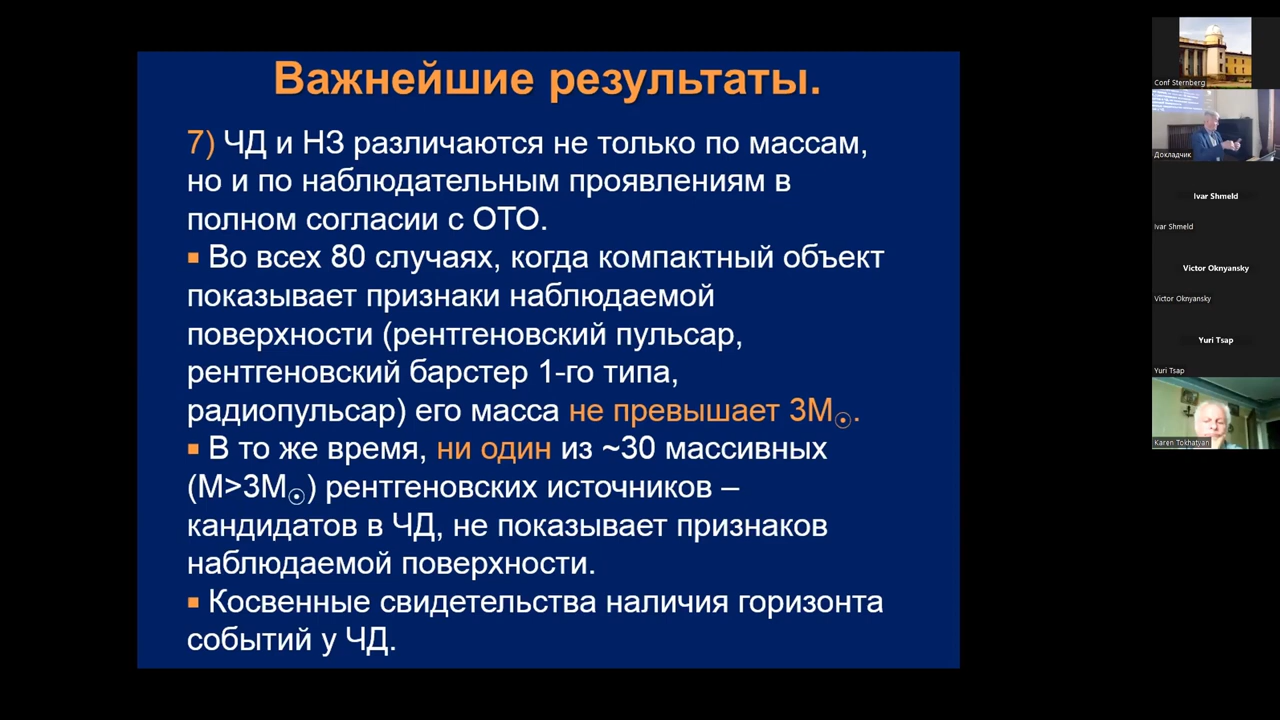 Важнейшие результаты.
7) ЧД и НЗ различаются не только по массам,
но и по наблюдательным проявлениям в
полном согласии с ОТО.
▪ Во всех 80 случаях, когда компактный объект
показывает признаки наблюдаемой
поверхности (рентгеновский пульсар,
рентгеновский барстер 1-го типа,
радиопульсар) его масса не превышает 3M☉.
▪ В то же время, ни один из ~30 массивных
(M>3M☉) рентгеновских источников –
кандидатов в ЧД, не показывает признаков
наблюдаемой поверхности.
▪ Косвенные свидетельства наличия горизонта
событий у ЧД.
Conf Sternberg
Докладчик
Ivar Shmeld
Ivar Shmeld
Victor Oknyansky
Victor Oknyansky
Yuri Tsap
Yuri Tsap
Karen Tokhatyan